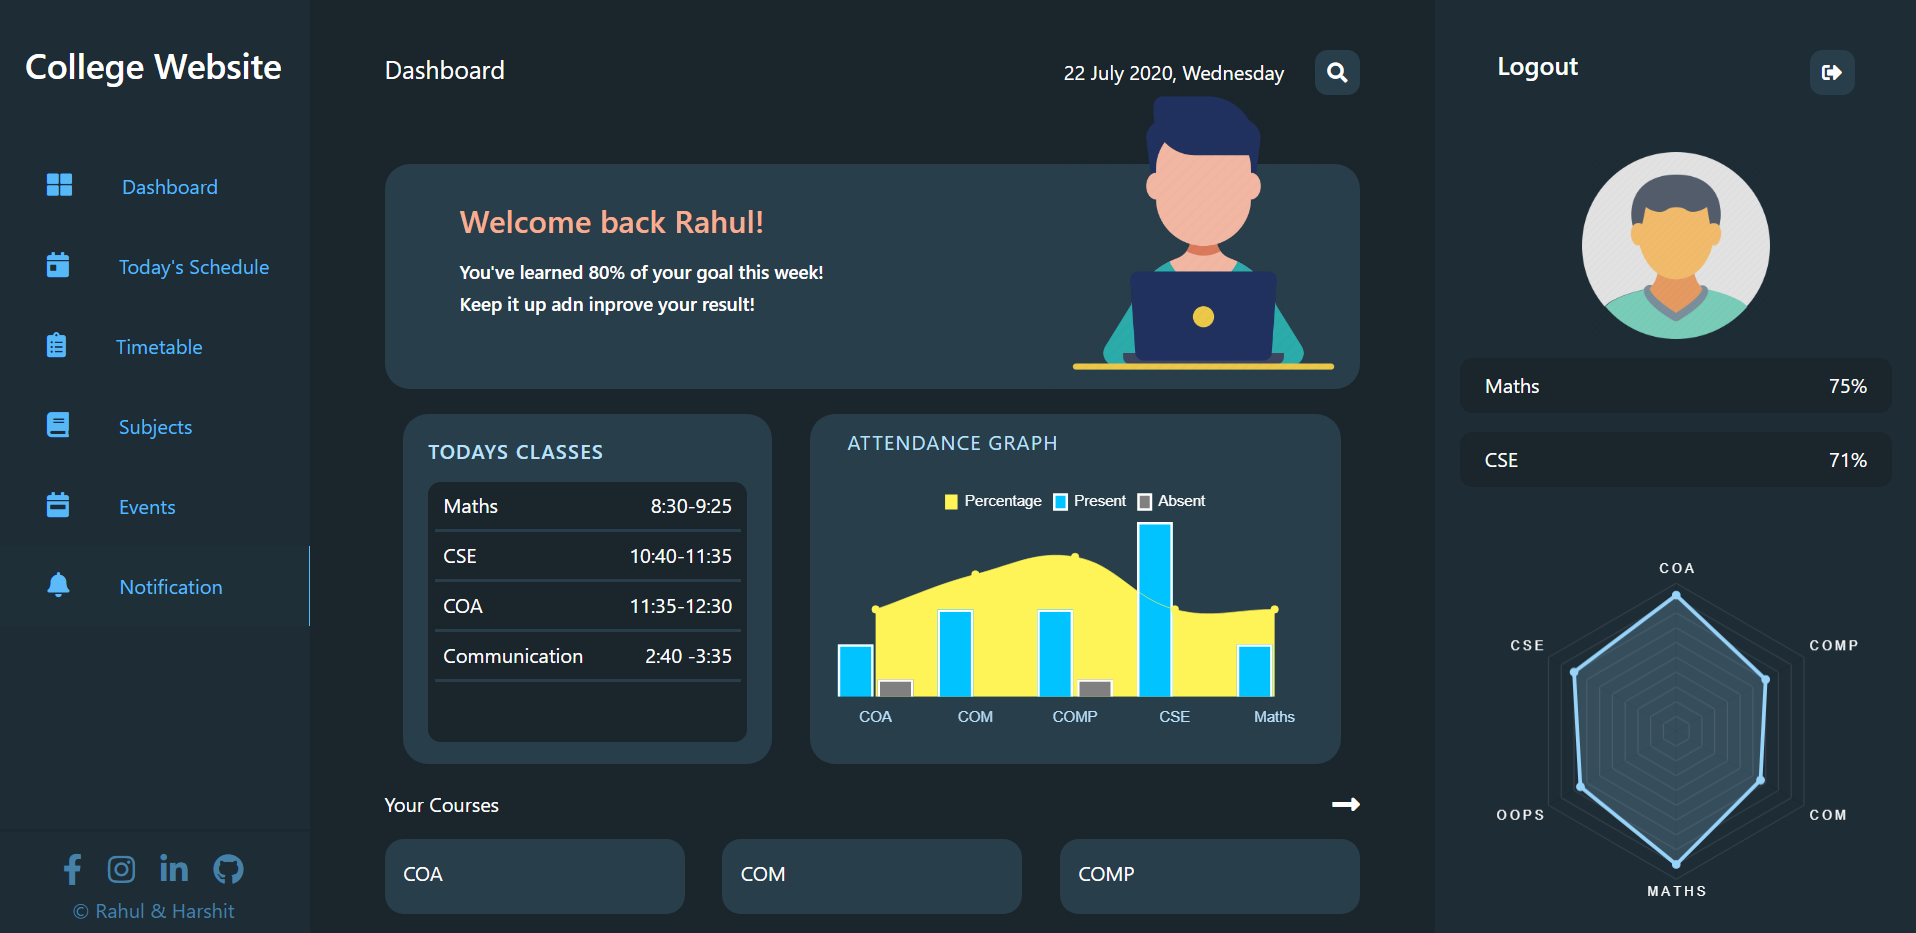 College Website
Dashboard
Today's Schedule
Timetable
Subjects
Events
Notification
© Rahul & Harshit
Dashboard
22 July 2020, Wednesday
Welcome back Rahul!
You've learned 80% of your goal this week!
Keep it up adn inprove your result!
TODAYS CLASSES
Maths 8:30-9:25
CSE 10:40-11:35
COA 11:35-12:30
Communication 2:40 -3:35
ATTENDANCE GRAPH
Percentage Present Absent
COA COM COMP CSE Maths
Your Courses
COA
COM
COMP
Logout
Maths 75%
CSE 71%
COA
CSE COMP
OOPS COM
MATHS